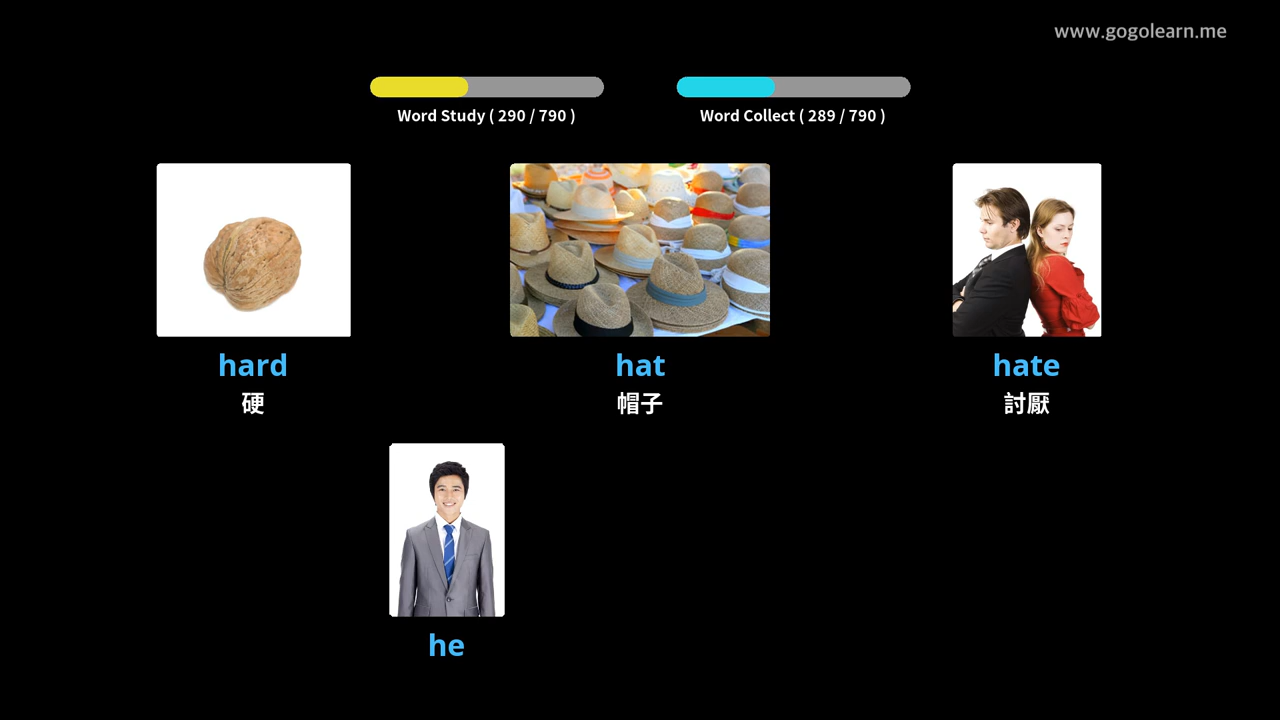 www.gogolearn.me
Word Study ( 290 / 790 )
Word Collect ( 289 / 790 )
hard
hat
hate
硬
帽子
討厭
he